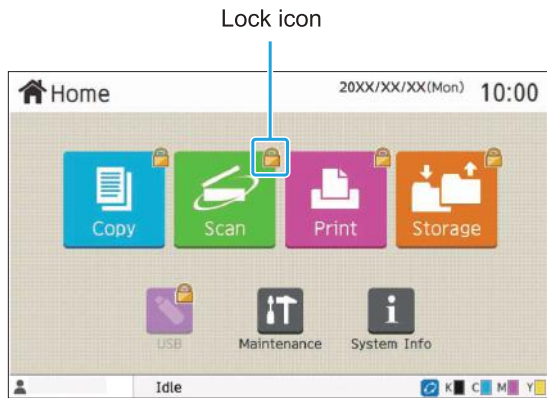 Lock icon
Home 20XX/XX/XX(Mon) 10:00
Copy Scan Print Storage
USB Maintenance System Info
Idle K C M Y